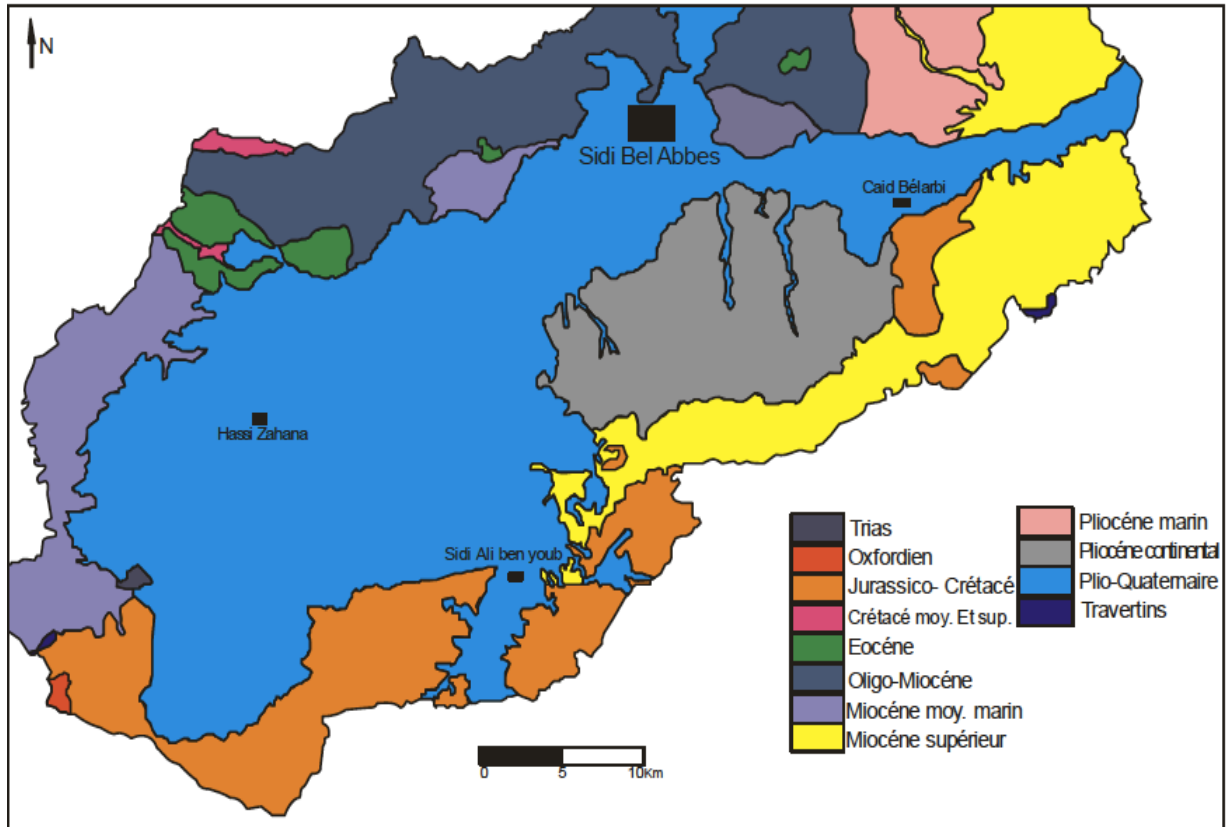 N
Sidi Bel Abbes
Caid Bélarbi
Hassi Zahana
Sidi Ali ben youb
Trias
Oxfordien
Jurassico- Crétacé
Crétacé moy. Et sup.
Eocéne
Oligo-Miocéne
Miocéne moy. marin
Miocéne supérieur
Pliocéne marin
Pliocéne continental
Plio-Quaternaire
Travertins
0 5 10Km